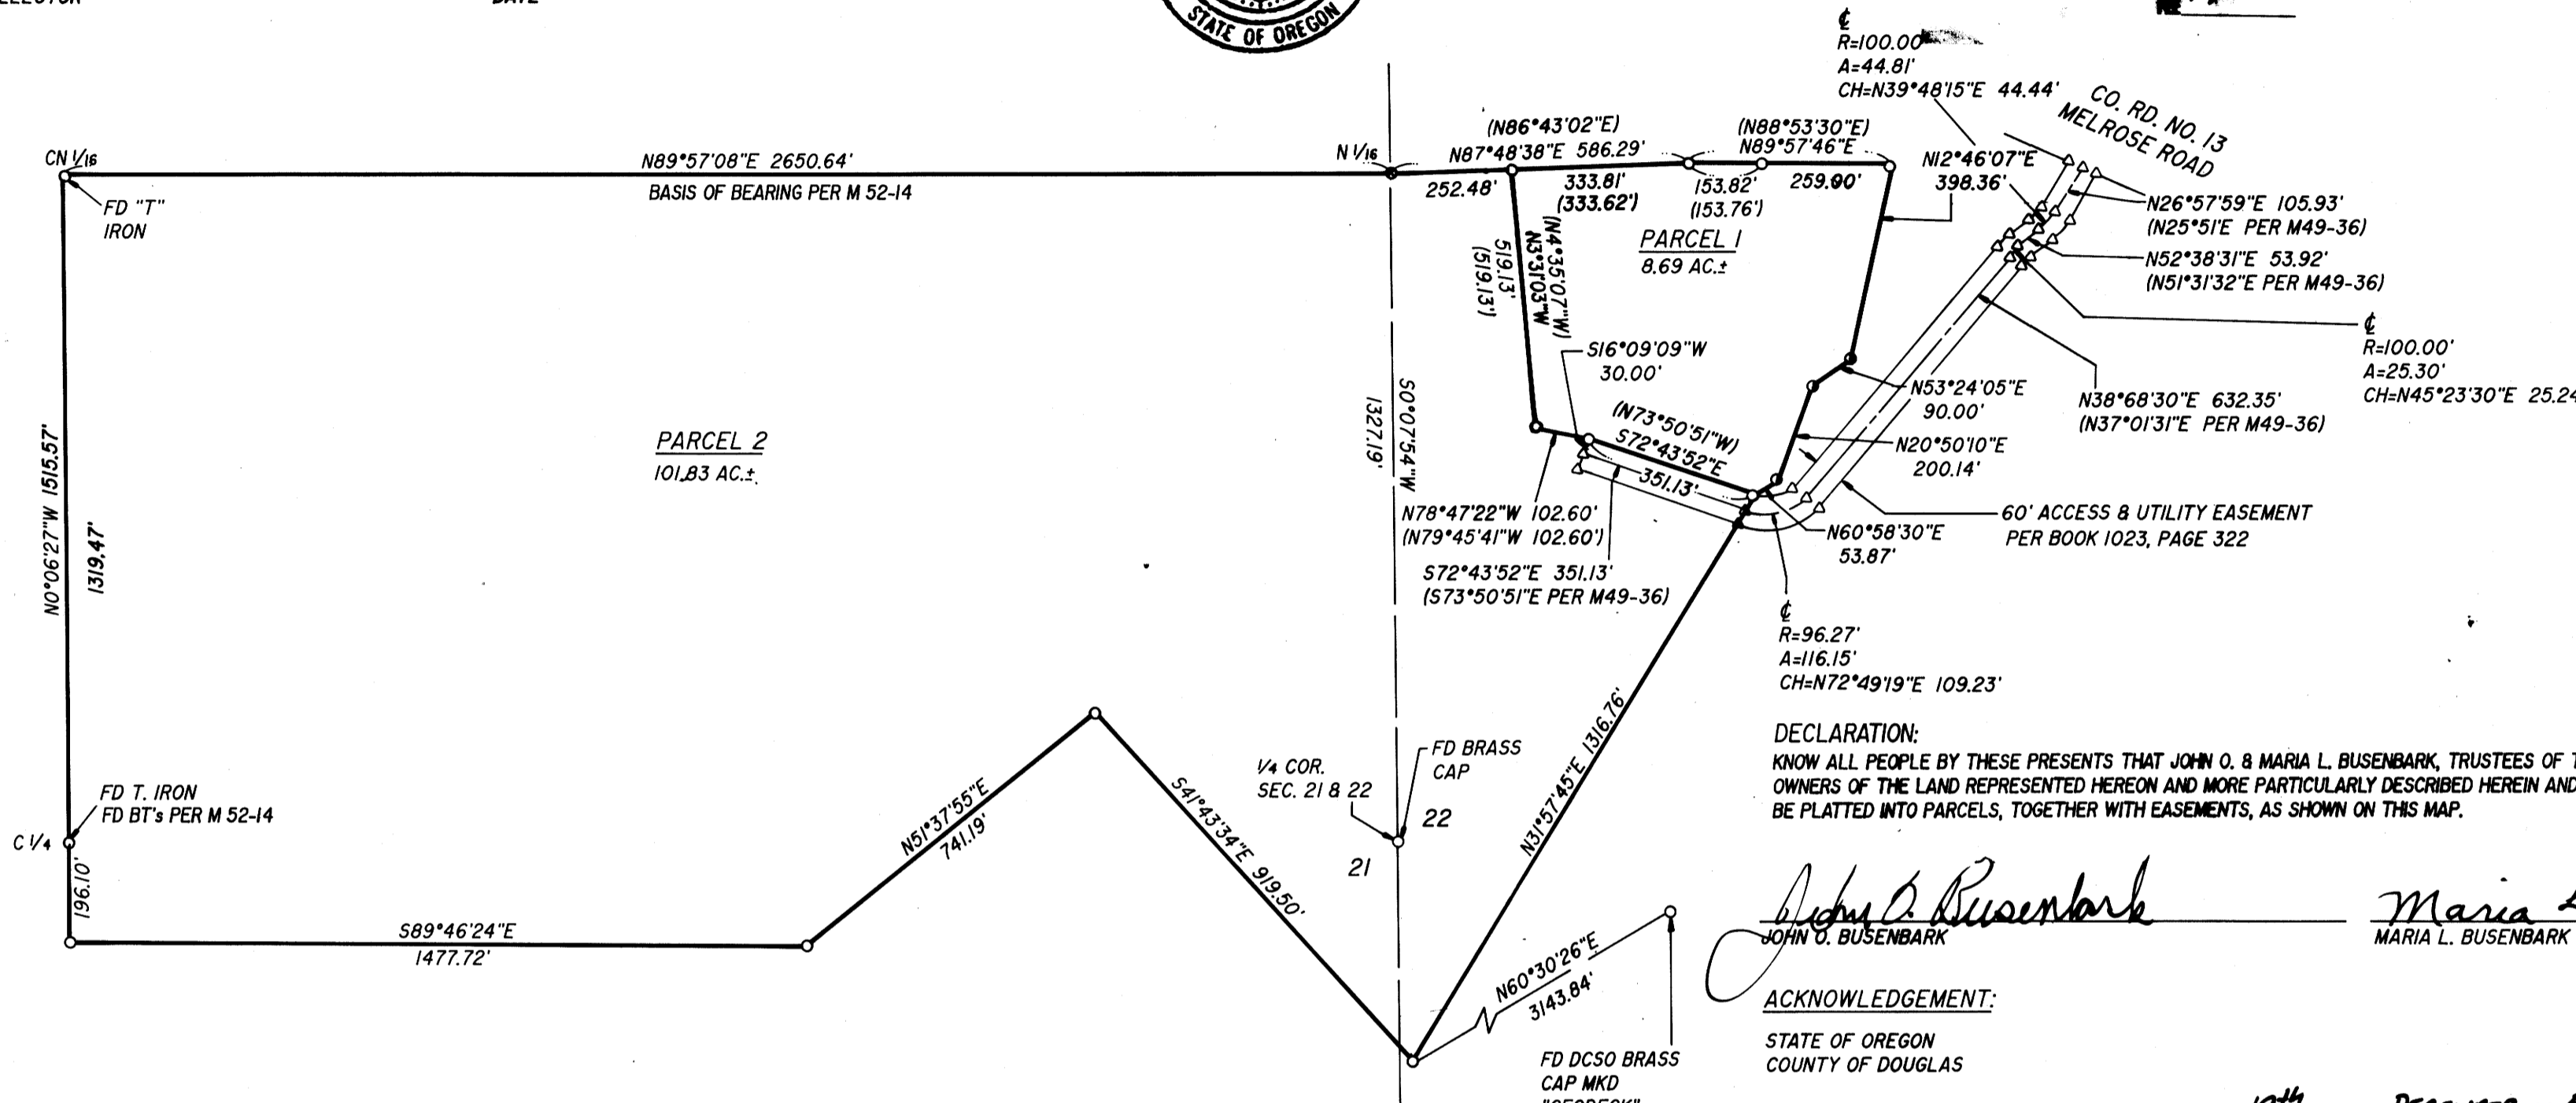 STATE OF OREGON
℄
R=100.00'
A=44.81'
CH=N39°48'15"E 44.44'
CO. RD. NO. 13
MELROSE ROAD
CN 1/16
FD "T"
IRON
N89°57'08"E 2650.64'
BASIS OF BEARING PER M 52-14
N 1/16
(N86°43'02"E)
N87°48'38"E 586.29'
252.48'
333.81'
(333.62')
153.82'
(153.76')
(N88°53'30"E)
N89°57'46"E
259.00'
N12°46'07"E
398.36'
N26°57'59"E 105.93'
(N25°51'E PER M49-36)
N52°38'31"E 53.92'
(N51°31'32"E PER M49-36)
℄
R=100.00'
A=25.30'
CH=N45°23'30"E 25.24
PARCEL 1
8.69 AC.±
(N4°35'07"W)
N3°31'03"W
519.13'
(519.13')
S16°09'09"W
30.00'
(N73°50'51"W)
S72°43'52"E
351.13'
N53°24'05"E
90.00'
N20°50'10"E
200.14'
N38°68'30"E 632.35'
(N37°01'31"E PER M49-36)
N60°58'30"E
53.87'
60' ACCESS & UTILITY EASEMENT
PER BOOK 1023, PAGE 322
N78°47'22"W 102.60'
(N79°45'41"W 102.60')
S72°43'52"E 351.13'
(S73°50'51"E PER M49-36)
℄
R=96.27'
A=116.15'
CH=N72°49'19"E 109.23'
S0°07'54"W
1327.19'
PARCEL 2
101.83 AC.±
N0°06'27"W 1515.57'
1319.47'
FD T. IRON
FD BT's PER M 52-14
C 1/4
196.10'
S89°46'24"E
1477.72'
N51°37'55"E
741.19'
S41°43'34"E 919.50'
1/4 COR.
SEC. 21 & 22
FD BRASS
CAP
22
21
N31°57'45"E 1316.76'
N60°30'26"E
3143.84'
FD DCSO BRASS
CAP MKD
DECLARATION:
KNOW ALL PEOPLE BY THESE PRESENTS THAT JOHN O. & MARIA L. BUSENBARK, TRUSTEES OF
OWNERS OF THE LAND REPRESENTED HEREON AND MORE PARTICULARLY DESCRIBED HEREIN AND
BE PLATTED INTO PARCELS, TOGETHER WITH EASEMENTS, AS SHOWN ON THIS MAP.
John O. Busenbark
JOHN O. BUSENBARK
Maria
MARIA L. BUSENBARK
ACKNOWLEDGEMENT:
STATE OF OREGON
COUNTY OF DOUGLAS